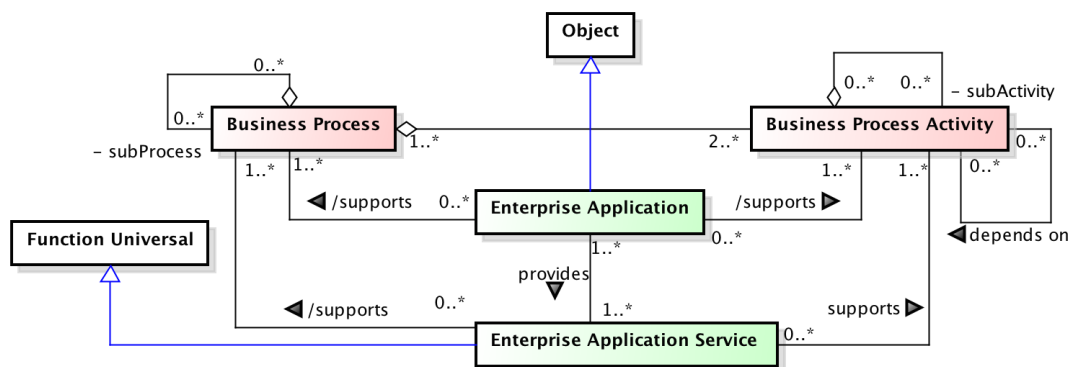 Object
0..*
0..*
0..*
- subActivity
0..*
Business Process
Business Process Activity
1..*
2..*
0..*
- subProcess
1..*
1..*
1..*
1..*
0..*
/supports
0..*
Enterprise Application
/supports
0..*
depends on
Function Universal
1..*
provides
/supports
0..*
1..*
supports
Enterprise Application Service
0..*